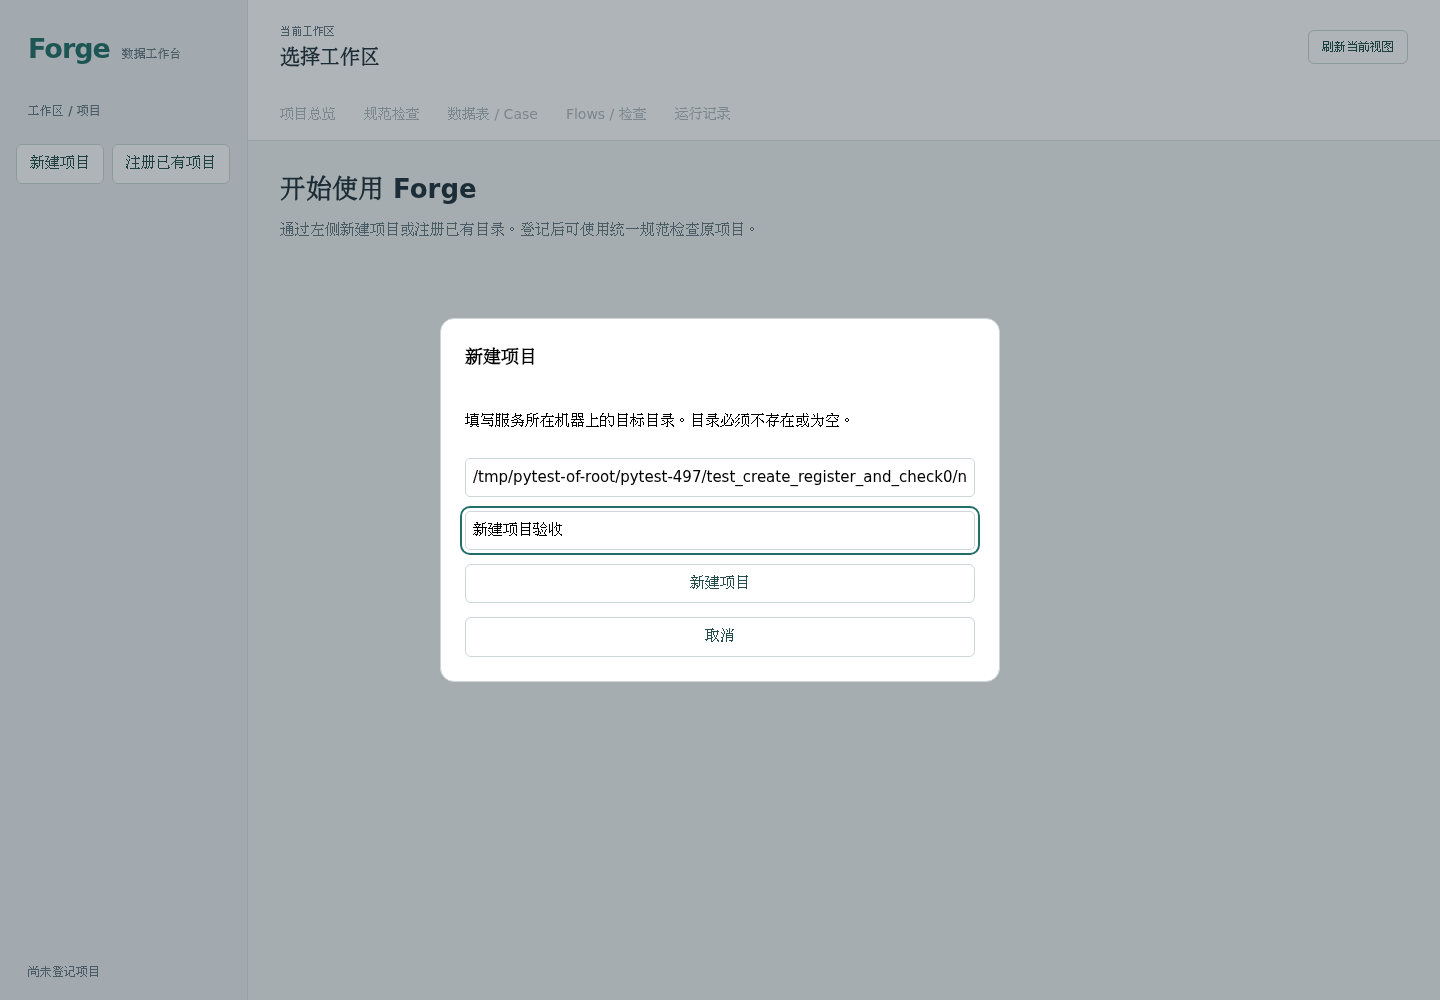 Forge 数据工作台
工作区 / 项目
新建项目
注册已有项目
当前工作区
选择工作区
刷新当前视图
项目总览
规范检查
数据表 / Case
Flows / 检查
运行记录
开始使用 Forge
通过左侧新建项目或注册已有目录。登记后可使用统一规范检查原项目。
新建项目
填写服务所在机器上的目标目录。目录必须不存在或为空。
/tmp/pytest-of-root/pytest-497/test_create_register_and_check0/n
新建项目验收
新建项目
取消
尚未登记项目